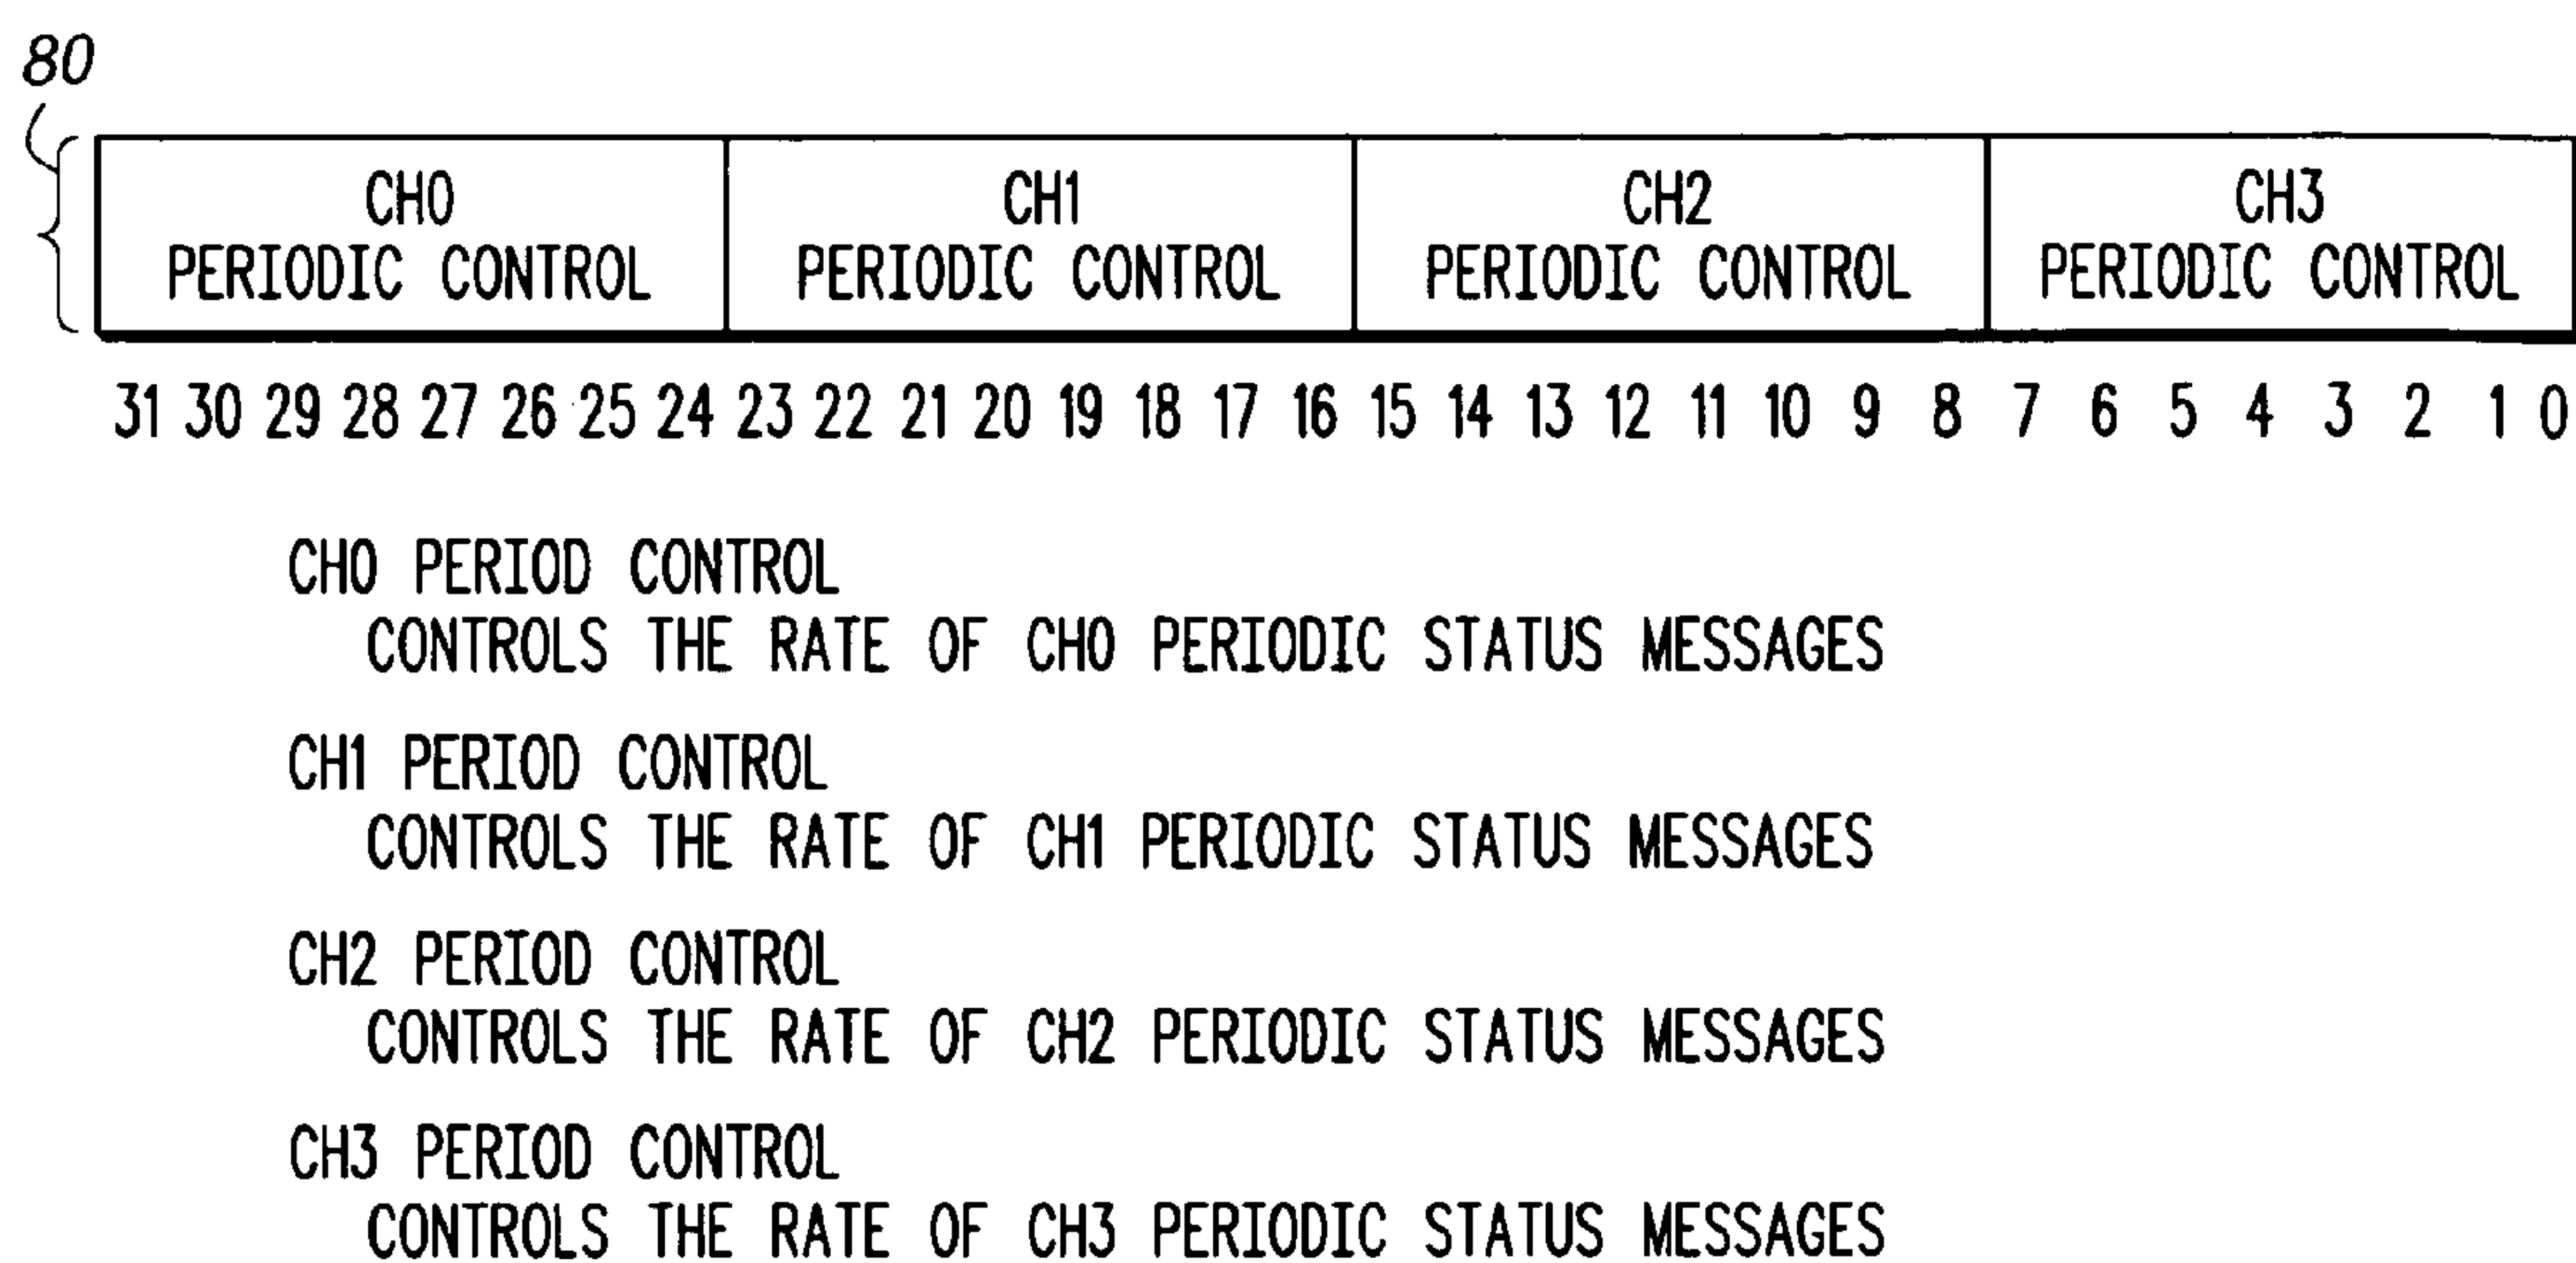 80
CH0 CH1 CH2 CH3
PERIODIC CONTROL PERIODIC CONTROL PERIODIC CONTROL PERIODIC CONTROL
31 30 29 28 27 26 25 24 23 22 21 20 19 18 17 16 15 14 13 12 11 10 9 8 7 6 5 4 3 2 1 0
CH0 PERIOD CONTROL
CONTROLS THE RATE OF CH0 PERIODIC STATUS MESSAGES
CH1 PERIOD CONTROL
CONTROLS THE RATE OF CH1 PERIODIC STATUS MESSAGES
CH2 PERIOD CONTROL
CONTROLS THE RATE OF CH2 PERIODIC STATUS MESSAGES
CH3 PERIOD CONTROL
CONTROLS THE RATE OF CH3 PERIODIC STATUS MESSAGES